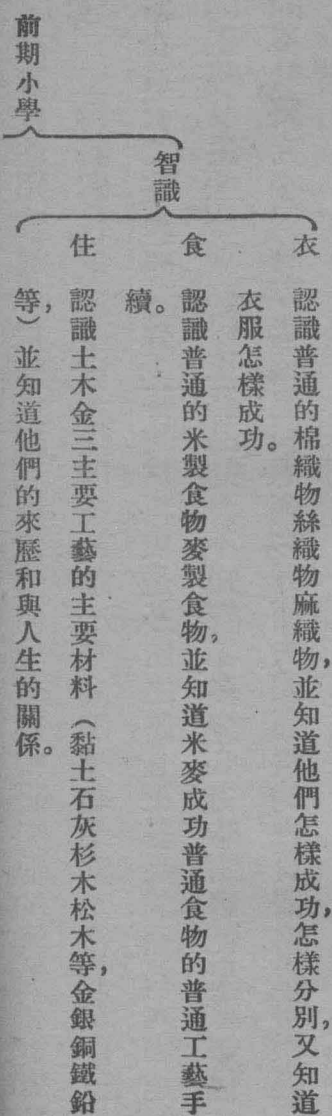 前期小學
智識
衣 認識普通的棉織物絲織物麻織物,並知道他們怎樣成功,怎樣分別,又知道
衣服怎樣成功。
食 認識普通的米製食物麥製食物,並知道米麥成功普通食物的普通工藝手
續。
住 認識土木金三主要工藝的主要材料(黏土石灰杉木松木等,金銀銅鐵鉛
等,)並知道他們的來歷和與人生的關係。